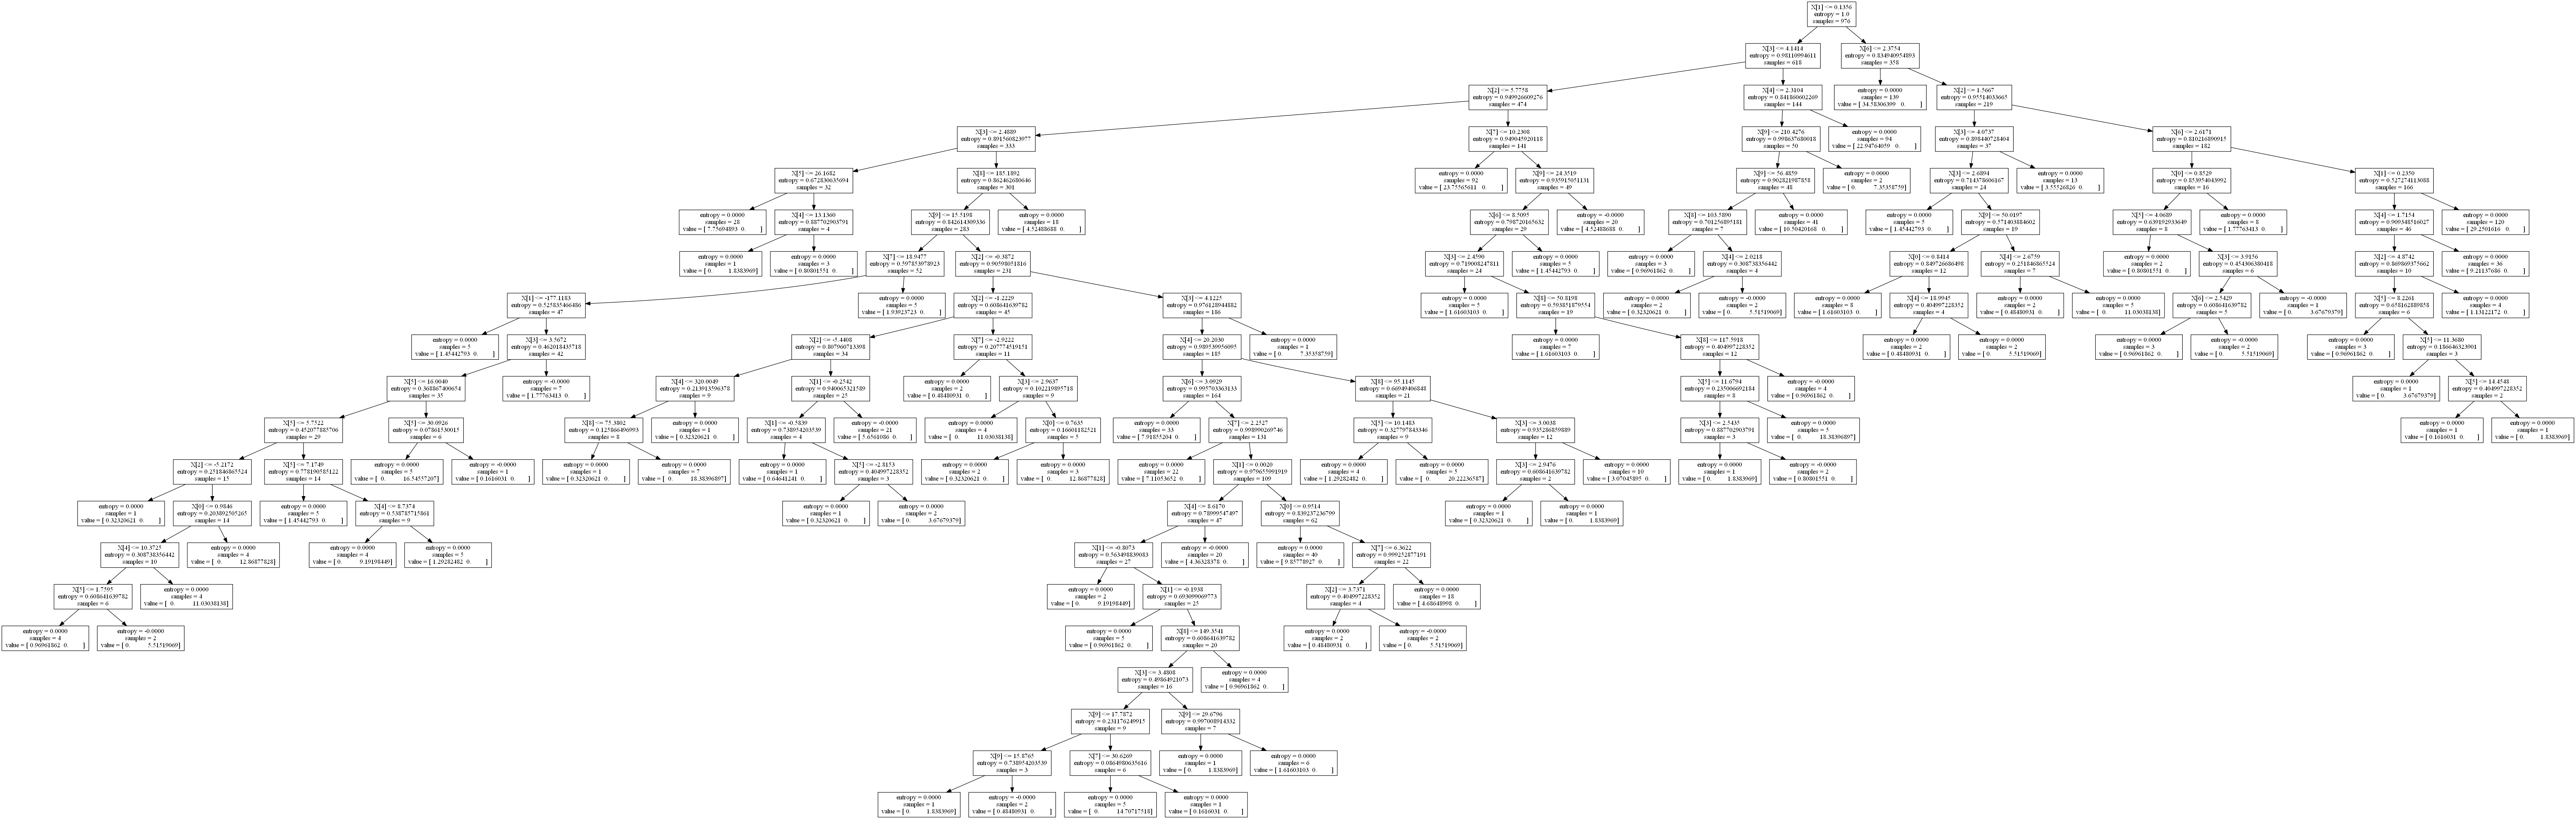 X[1] <= 0.1356
entropy = 1.0
samples = 976
X[3] <= 4.1414
entropy = 0.98110994611
samples = 618
X[6] <= 2.3754
entropy = 0.834940954893
samples = 358
X[2] <= 5.7758
entropy = 0.949926609276
samples = 474
X[4] <= 2.3104
entropy = 0.841860602269
samples = 144
entropy = 0.0000
samples = 139
value = [ 34.58306399 0. ]
X[2] <= 1.5667
entropy = 0.95514033665
samples = 219
X[3] <= 2.4889
entropy = 0.891560823977
samples = 333
X[7] <= 10.2308
entropy = 0.949045920118
samples = 141
X[9] <= 210.4276
entropy = 0.998637680018
samples = 50
entropy = 0.0000
samples = 94
value = [ 22.94764059 0. ]
X[3] <= 4.0737
entropy = 0.898440728404
samples = 37
X[6] <= 2.6171
entropy = 0.810216890915
samples = 182
X[5] <= 26.1682
entropy = 0.672830635694
samples = 32
X[8] <= 185.1892
entropy = 0.862462680646
samples = 301
entropy = 0.0000
samples = 92
value = [ 23.75565611 0. ]
X[9] <= 24.3519
entropy = 0.935915051131
samples = 49
X[9] <= 56.4859
entropy = 0.902821987858
samples = 48
entropy = 0.0000
samples = 2
value = [ 0. 7.35358759]
X[3] <= 2.6894
entropy = 0.714378606167
samples = 24
entropy = 0.0000
samples = 13
value = [ 3.55526826 0. ]
X[0] <= 0.8529
entropy = 0.853954043992
samples = 16
X[1] <= 0.2350
entropy = 0.527274113088
samples = 166
entropy = 0.0000
samples = 28
value = [ 7.75694893 0. ]
X[4] <= 13.1360
entropy = 0.887702903791
samples = 4
X[9] <= 15.5198
entropy = 0.842614309336
samples = 283
entropy = 0.0000
samples = 18
value = [ 4.52488688 0. ]
X[6] <= 8.5095
entropy = 0.798720165632
samples = 29
entropy = -0.0000
samples = 20
value = [ 4.52488688 0. ]
X[8] <= 103.5890
entropy = 0.701256895181
samples = 7
entropy = 0.0000
samples = 41
value = [ 10.50420168 0. ]
entropy = 0.0000
samples = 5
value = [ 1.45442793 0. ]
X[9] <= 50.0197
entropy = 0.571403884602
samples = 19
X[5] <= 4.0689
entropy = 0.639192933649
samples = 8
entropy = 0.0000
samples = 8
value = [ 1.77763413 0. ]
X[4] <= 1.7154
entropy = 0.909348516027
samples = 46
entropy = 0.0000
samples = 120
value = [ 29.2501616 0. ]
entropy = 0.0000
samples = 1
value = [ 0. 1.8383969]
entropy = 0.0000
samples = 3
value = [ 0.80801551 0. ]
X[7] <= 18.9477
entropy = 0.597853978923
samples = 52
X[2] <= -0.3872
entropy = 0.90598051816
samples = 231
X[3] <= 2.4590
entropy = 0.719008247811
samples = 24
entropy = 0.0000
samples = 5
value = [ 1.45442793 0. ]
entropy = 0.0000
samples = 3
value = [ 0.96961862 0. ]
X[4] <= 2.0218
entropy = 0.308738356442
samples = 4
X[0] <= 0.8414
entropy = 0.849726686498
samples = 12
X[4] <= 2.6759
entropy = 0.251846865524
samples = 7
entropy = 0.0000
samples = 2
value = [ 0.80801551 0. ]
X[3] <= 3.9156
entropy = 0.454306380418
samples = 6
X[2] <= 4.8742
entropy = 0.869869375662
samples = 10
entropy = 0.0000
samples = 36
value = [ 9.21137686 0. ]
X[1] <= -177.1183
entropy = 0.525835466486
samples = 47
entropy = 0.0000
samples = 5
value = [ 1.93923723 0. ]
X[2] <= -1.2229
entropy = 0.608641639782
samples = 45
X[3] <= 4.1225
entropy = 0.976128944882
samples = 186
entropy = 0.0000
samples = 5
value = [ 1.61603103 0. ]
X[8] <= 50.8198
entropy = 0.593851879554
samples = 19
entropy = 0.0000
samples = 2
value = [ 0.32320621 0. ]
entropy = -0.0000
samples = 2
value = [ 0. 5.51519069]
entropy = 0.0000
samples = 8
value = [ 1.61603103 0. ]
X[4] <= 18.9945
entropy = 0.404997228352
samples = 4
entropy = 0.0000
samples = 2
value = [ 0.48480931 0. ]
entropy = 0.0000
samples = 5
value = [ 0. 11.03038138]
X[6] <= 2.5429
entropy = 0.608641639782
samples = 5
entropy = -0.0000
samples = 1
value = [ 0. 3.67679379]
X[5] <= 8.2261
entropy = 0.658162889858
samples = 6
entropy = 0.0000
samples = 4
value = [ 1.13122172 0. ]
entropy = 0.0000
samples = 5
value = [ 1.45442793 0. ]
X[3] <= 3.5672
entropy = 0.462018435718
samples = 42
X[2] <= -5.4408
entropy = 0.807960713398
samples = 34
X[7] <= -2.9222
entropy = 0.207774519151
samples = 11
X[4] <= 20.2030
entropy = 0.989539956095
samples = 185
entropy = 0.0000
samples = 1
value = [ 0. 7.35358759]
entropy = 0.0000
samples = 7
value = [ 1.61603103 0. ]
X[8] <= 117.5918
entropy = 0.404997228352
samples = 12
entropy = 0.0000
samples = 2
value = [ 0.48480931 0. ]
entropy = 0.0000
samples = 2
value = [ 0. 5.51519069]
entropy = 0.0000
samples = 3
value = [ 0.96961862 0. ]
entropy = -0.0000
samples = 2
value = [ 0. 5.51519069]
entropy = 0.0000
samples = 3
value = [ 0.96961862 0. ]
X[5] <= 11.3680
entropy = 0.186646323901
samples = 3
X[5] <= 16.0040
entropy = 0.368867400654
samples = 35
entropy = -0.0000
samples = 7
value = [ 1.77763413 0. ]
X[4] <= 320.0049
entropy = 0.213913596378
samples = 9
X[1] <= -0.2542
entropy = 0.940065321589
samples = 25
entropy = 0.0000
samples = 2
value = [ 0.48480931 0. ]
X[3] <= 2.9637
entropy = 0.102219895718
samples = 9
X[6] <= 3.0929
entropy = 0.995703363133
samples = 164
X[8] <= 95.1145
entropy = 0.66949406848
samples = 21
X[5] <= 11.6794
entropy = 0.235006692184
samples = 8
entropy = -0.0000
samples = 4
value = [ 0.96961862 0. ]
entropy = 0.0000
samples = 1
value = [ 0. 3.67679379]
X[5] <= 14.4548
entropy = 0.404997228352
samples = 2
X[5] <= 5.7522
entropy = 0.452077885706
samples = 29
X[5] <= 30.0926
entropy = 0.07861530015
samples = 6
X[8] <= 75.3802
entropy = 0.125866496993
samples = 8
entropy = 0.0000
samples = 1
value = [ 0.32320621 0. ]
X[1] <= -0.5839
entropy = 0.738954203539
samples = 4
entropy = -0.0000
samples = 21
value = [ 5.6561086 0. ]
entropy = 0.0000
samples = 4
value = [ 0. 11.03038138]
X[0] <= 0.7635
entropy = 0.16601182521
samples = 5
entropy = 0.0000
samples = 33
value = [ 7.91855204 0. ]
X[7] <= 2.2527
entropy = 0.998990269746
samples = 131
X[5] <= 10.1483
entropy = 0.327797843346
samples = 9
X[3] <= 3.0038
entropy = 0.935286859889
samples = 12
X[3] <= 2.5435
entropy = 0.887702903791
samples = 3
entropy = 0.0000
samples = 5
value = [ 0. 18.38396897]
entropy = 0.0000
samples = 1
value = [ 0.1616031 0. ]
entropy = 0.0000
samples = 1
value = [ 0. 1.8383969]
X[2] <= -5.2172
entropy = 0.251846865524
samples = 15
X[5] <= 7.1749
entropy = 0.778190585122
samples = 14
entropy = 0.0000
samples = 5
value = [ 0. 16.54557207]
entropy = -0.0000
samples = 1
value = [ 0.1616031 0. ]
entropy = 0.0000
samples = 1
value = [ 0.32320621 0. ]
entropy = 0.0000
samples = 7
value = [ 0. 18.38396897]
entropy = 0.0000
samples = 1
value = [ 0.64641241 0. ]
X[5] <= -2.8153
entropy = 0.404997228352
samples = 3
entropy = 0.0000
samples = 2
value = [ 0.32320621 0. ]
entropy = 0.0000
samples = 3
value = [ 0. 12.86877828]
entropy = 0.0000
samples = 22
value = [ 7.11053652 0. ]
X[1] <= 0.0020
entropy = 0.979655991919
samples = 109
entropy = 0.0000
samples = 4
value = [ 1.29282482 0. ]
entropy = 0.0000
samples = 5
value = [ 0. 20.22236587]
X[3] <= 2.9476
entropy = 0.608641639782
samples = 2
entropy = 0.0000
samples = 10
value = [ 3.07045895 0. ]
entropy = 0.0000
samples = 1
value = [ 0. 1.8383969]
entropy = -0.0000
samples = 2
value = [ 0.80801551 0. ]
entropy = 0.0000
samples = 1
value = [ 0.32320621 0. ]
X[0] <= 0.9846
entropy = 0.203892505265
samples = 14
entropy = 0.0000
samples = 5
value = [ 1.45442793 0. ]
X[4] <= 8.7374
entropy = 0.538785715861
samples = 9
entropy = 0.0000
samples = 1
value = [ 0.32320621 0. ]
entropy = 0.0000
samples = 2
value = [ 0. 3.67679379]
X[4] <= 8.6170
entropy = 0.78999547497
samples = 47
X[0] <= 0.9514
entropy = 0.839237236799
samples = 62
entropy = 0.0000
samples = 1
value = [ 0.32320621 0. ]
entropy = 0.0000
samples = 1
value = [ 0. 1.8383969]
X[4] <= 10.3725
entropy = 0.308738356442
samples = 10
entropy = 0.0000
samples = 4
value = [ 0. 12.86877828]
entropy = 0.0000
samples = 4
value = [ 0. 9.19198449]
entropy = 0.0000
samples = 5
value = [ 1.29282482 0. ]
X[1] <= -0.8073
entropy = 0.563498839083
samples = 27
entropy = -0.0000
samples = 20
value = [ 4.36328378 0. ]
entropy = 0.0000
samples = 40
value = [ 9.85778927 0. ]
X[7] <= 6.3622
entropy = 0.999252877191
samples = 22
X[5] <= 1.7595
entropy = 0.608641639782
samples = 6
entropy = 0.0000
samples = 4
value = [ 0. 11.03038138]
entropy = 0.0000
samples = 2
value = [ 0. 9.19198449]
X[1] <= -0.1938
entropy = 0.693099069773
samples = 25
X[2] <= 3.7371
entropy = 0.404997228352
samples = 4
entropy = 0.0000
samples = 18
value = [ 4.68648998 0. ]
entropy = 0.0000
samples = 4
value = [ 0.96961862 0. ]
entropy = -0.0000
samples = 2
value = [ 0. 5.51519069]
entropy = 0.0000
samples = 5
value = [ 0.96961862 0. ]
X[8] <= 149.3541
entropy = 0.608641639782
samples = 20
entropy = 0.0000
samples = 2
value = [ 0.48480931 0. ]
entropy = -0.0000
samples = 2
value = [ 0. 5.51519069]
X[3] <= 3.4808
entropy = 0.49864921073
samples = 16
entropy = 0.0000
samples = 4
value = [ 0.96961862 0. ]
X[9] <= 17.7872
entropy = 0.231176249915
samples = 9
X[9] <= 29.6796
entropy = 0.997008914332
samples = 7
X[9] <= 15.8765
entropy = 0.738954203539
samples = 3
X[7] <= 30.6269
entropy = 0.0864980635616
samples = 6
entropy = 0.0000
samples = 1
value = [ 0. 1.8383969]
entropy = 0.0000
samples = 6
value = [ 1.61603103 0. ]
entropy = 0.0000
samples = 1
value = [ 0. 1.8383969]
entropy = -0.0000
samples = 2
value = [ 0.48480931 0. ]
entropy = 0.0000
samples = 5
value = [ 0. 14.70717518]
entropy = 0.0000
samples = 1
value = [ 0.1616031 0. ]